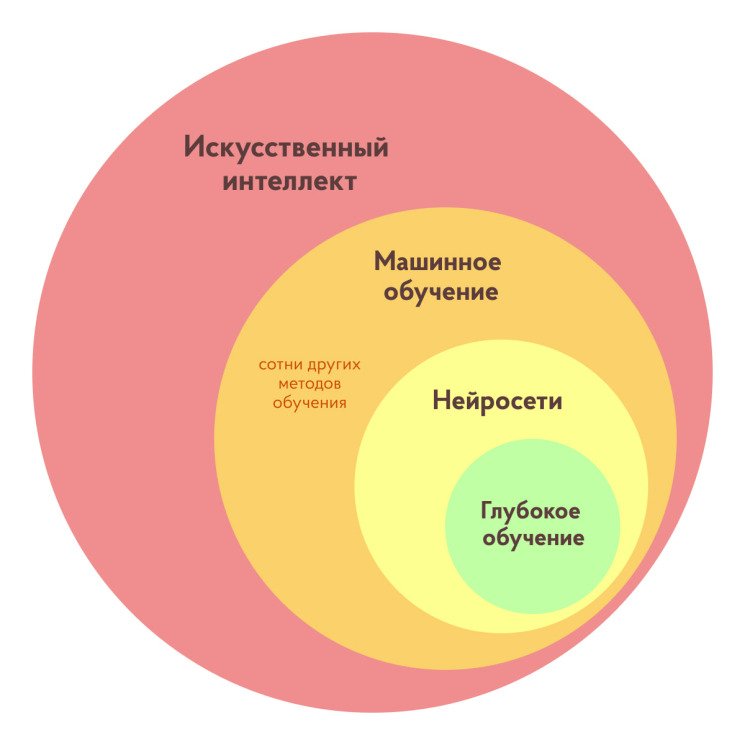 Искусственный
интеллект
Машинное
обучение
сотни других
методов
обучения
Нейросети
Глубокое
обучение